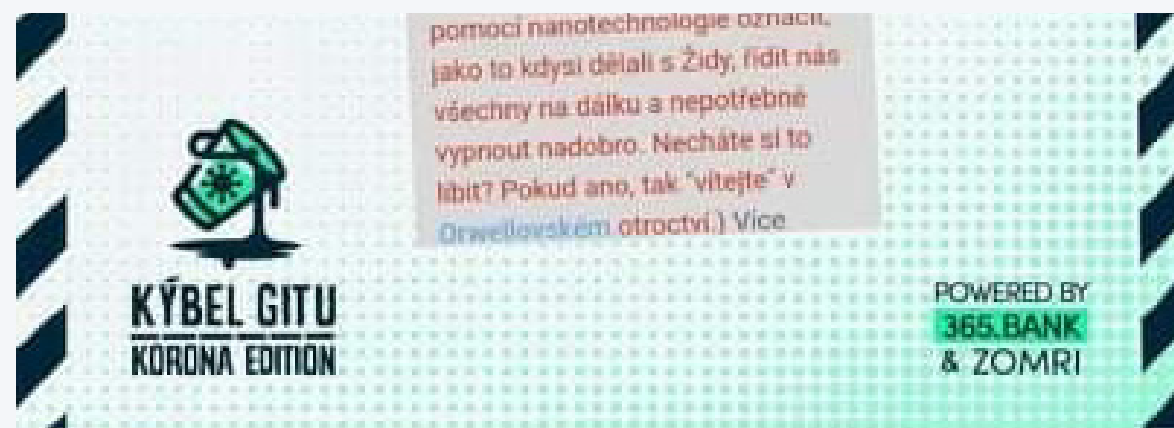 pomocí nanotechnologie označit,
jako to kdysi dělali s Židy, řídit nás
všechny na dálku a nepotřebné
vypnout nadobro. Necháte si to
líbit? Pokud ano, tak "vítejte" v
Orwellovském otroctví.) Více
KÝBEL GITU
KORONA EDITION
POWERED BY
365.BANK
& ZOMRI